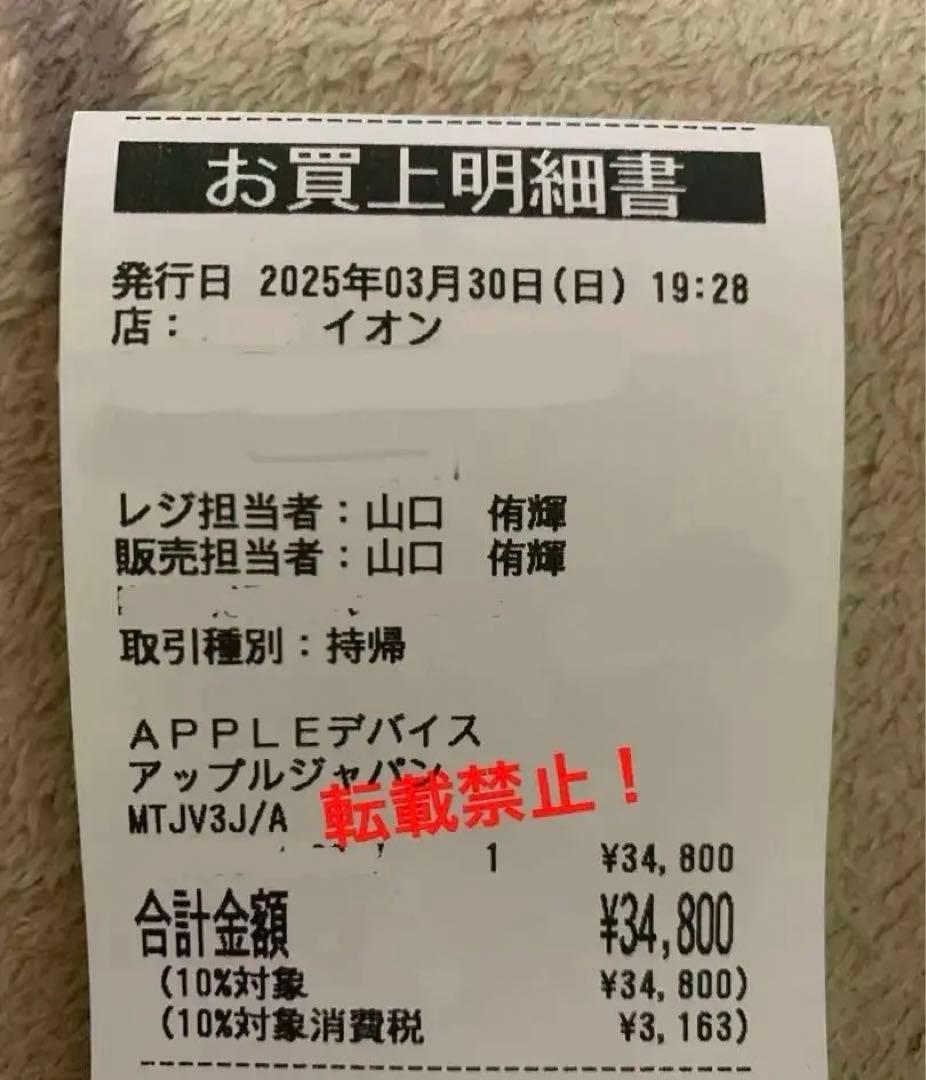 お買上明細書
発行日 2025年03月30日(日) 19:28
店: イオン
レジ担当者:山口 侑輝
販売担当者:山口 侑輝
取引種別:持帰
APPLEデバイス
アップルジャパン
MTJV3J/A
転載禁止!
1 ¥34,800
合計金額 ¥34,800
(10%対象 ¥34,800)
(10%対象消費税 ¥3,163)